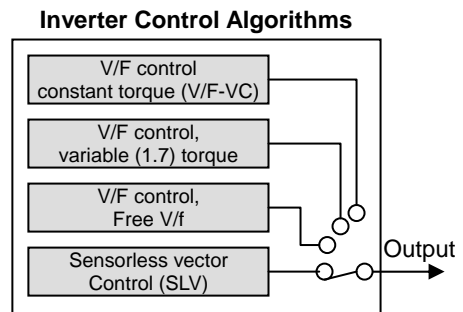 Inverter Control Algorithms
V/F control
constant torque (V/F-VC)
V/F control,
variable (1.7) torque
V/F control,
Free V/f
Sensorless vector
Control (SLV)
Output